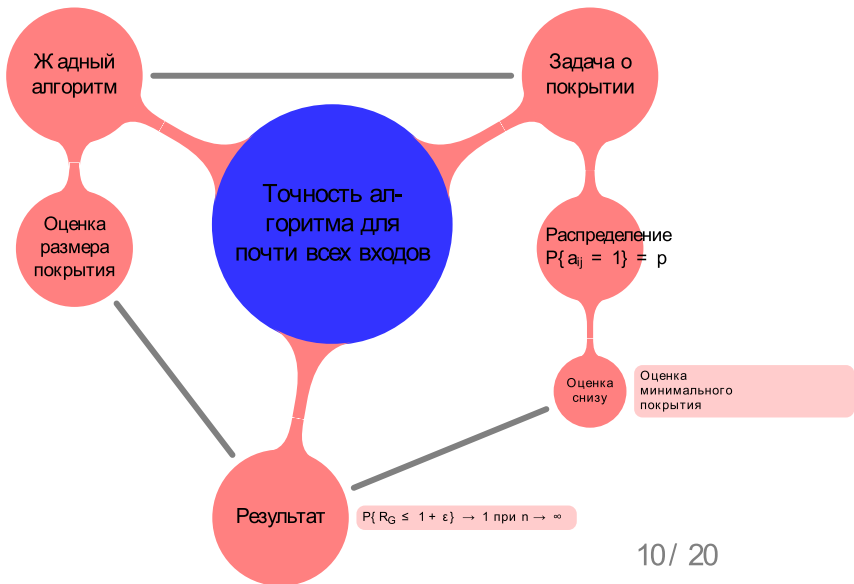 Жадный
алгоритм
Задача о
покрытии
Точность ал-
горитма для
почти всех входов
Оценка
размера
покрытия
Распределение
P{ aij = 1} = p
Оценка
снизу
Оценка
минимального
покрытия
Результат
P{ RG ≤ 1 + ε} → 1 при n → ∞
10/ 20